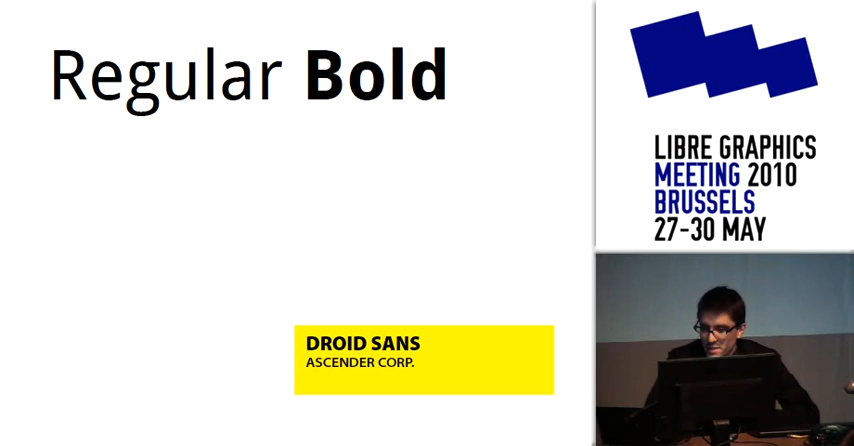 Regular Bold
DROID SANS
ASCENDER CORP.
LIBRE GRAPHICS
MEETING 2010
BRUSSELS
27-30 MAY